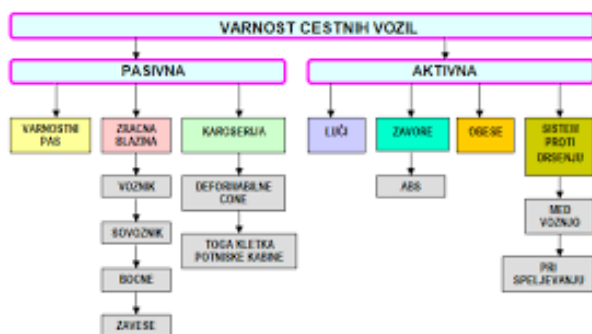 VARNOST CESTNIH VOZIL
PASIVNA
AKTIVNA
VARNOSTNI
PAS
ZRAČNA
BLAZINA
KAROSERIJA
LUČI
ZAVORE
OBESE
SISTEM
PROTI
DRSENJU
VOZNIK
DEFORMABILNE
CONE
ABS
MED
VOŽNJO
SOVOZNIK
TOGA KLETKA
POTNIŠKE KABINE
PRI
SPELJEVANJU
BOČNE
ZAVESE